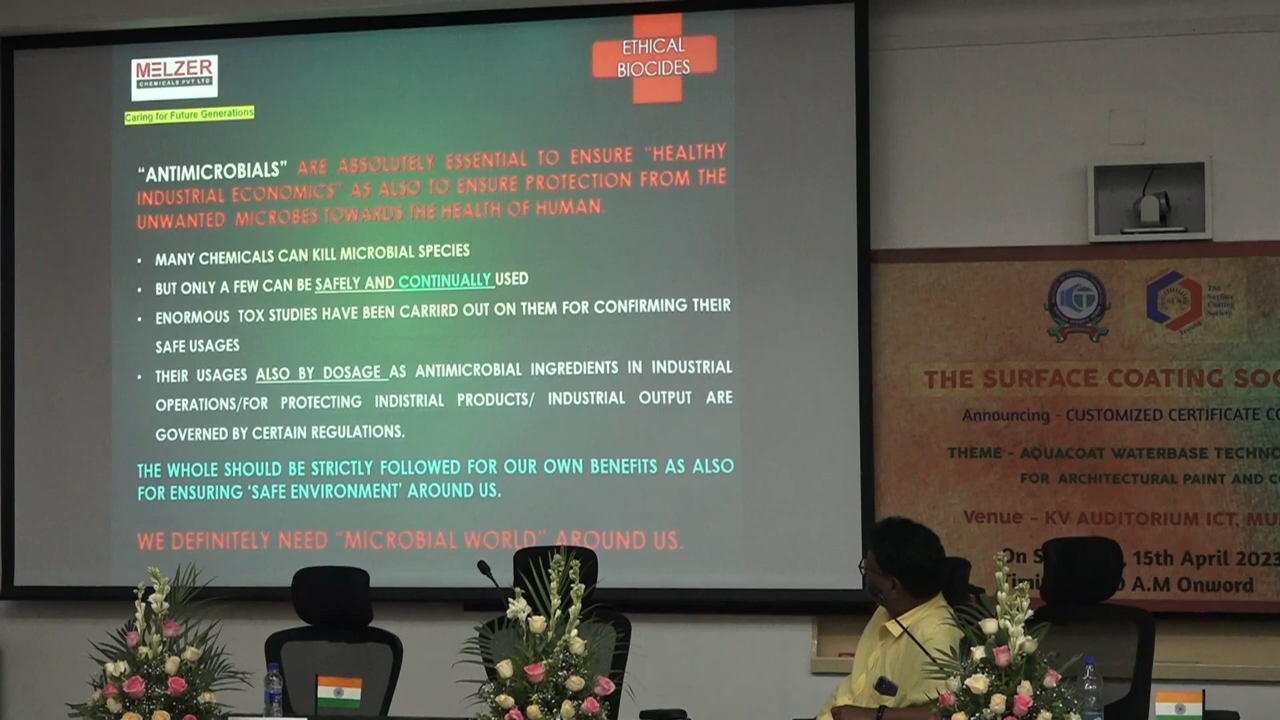 MELZER
CHEMICALS PVT LTD
Caring for Future Generations
ETHICAL
BIOCIDES
“ANTIMICROBIALS” ARE ABSOLUTELY ESSENTIAL TO ENSURE “HEALTHY
INDUSTRIAL ECONOMICS” AS ALSO TO ENSURE PROTECTION FROM THE
UNWANTED MICROBES TOWARDS THE HEALTH OF HUMAN.
• MANY CHEMICALS CAN KILL MICROBIAL SPECIES
• BUT ONLY A FEW CAN BE SAFELY AND CONTINUALLY USED
• ENORMOUS TOX STUDIES HAVE BEEN CARRIRD OUT ON THEM FOR CONFIRMING THEIR
SAFE USAGES
• THEIR USAGES ALSO BY DOSAGE AS ANTIMICROBIAL INGREDIENTS IN INDUSTRIAL
OPERATIONS/FOR PROTECTING INDISTRIAL PRODUCTS/ INDUSTRIAL OUTPUT ARE
GOVERNED BY CERTAIN REGULATIONS.
THE WHOLE SHOULD BE STRICTLY FOLLOWED FOR OUR OWN BENEFITS AS ALSO
FOR ENSURING ‘SAFE ENVIRONMENT’ AROUND US.
WE DEFINITELY NEED “MICROBIAL WORLD” AROUND US.
The
Surface
Coating
Society
THE SURFACE COATING SOC
Announcing - CUSTOMIZED CERTIFICATE CO
THEME - AQUACOAT WATERBASE TECHNO
FOR ARCHITECTURAL PAINT AND CO
Venue - KV AUDITORIUM ICT, MU
On S , 15th April 2023
A.M Onword